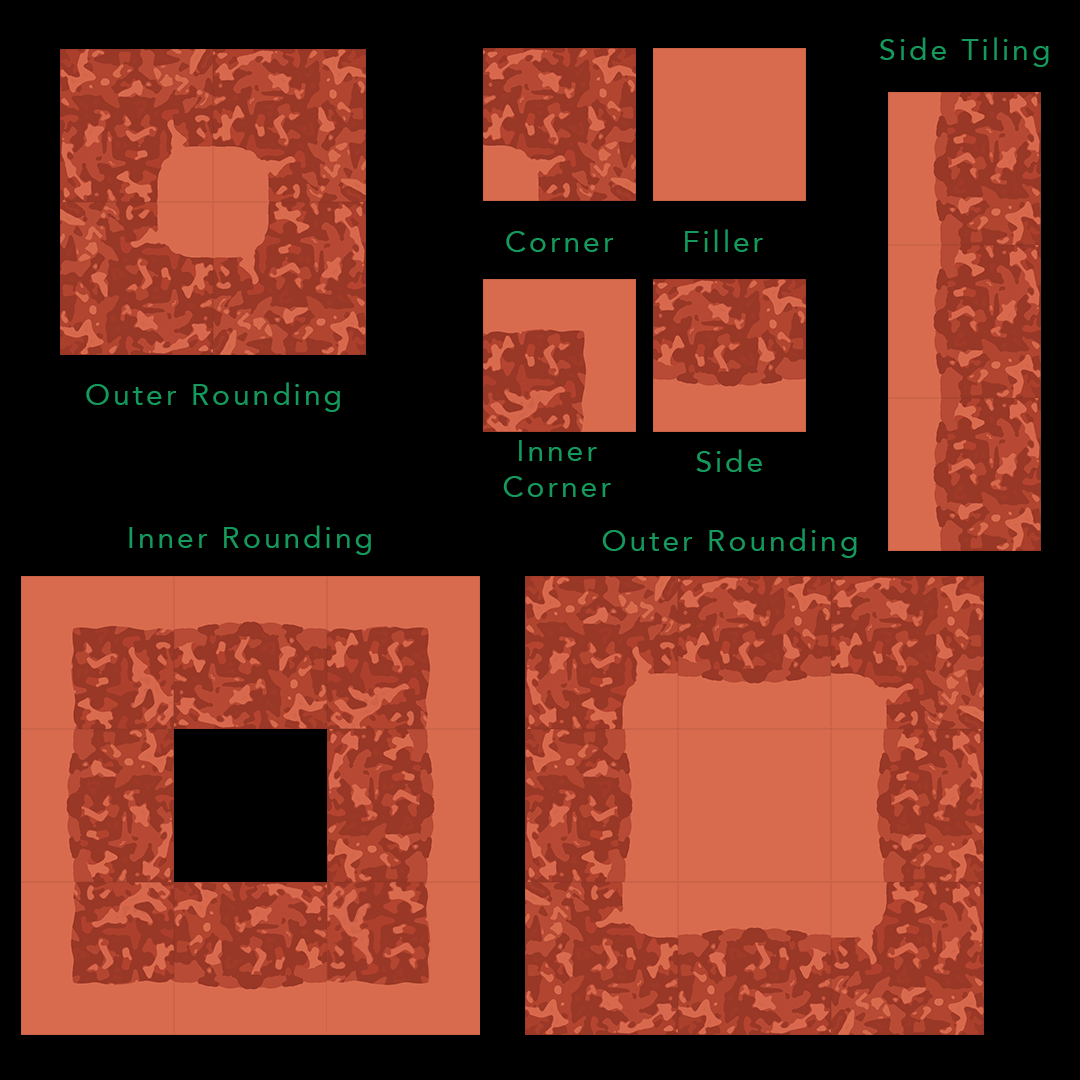 Side Tiling
Corner
Filler
Outer Rounding
Inner
Corner
Side
Inner Rounding
Outer Rounding